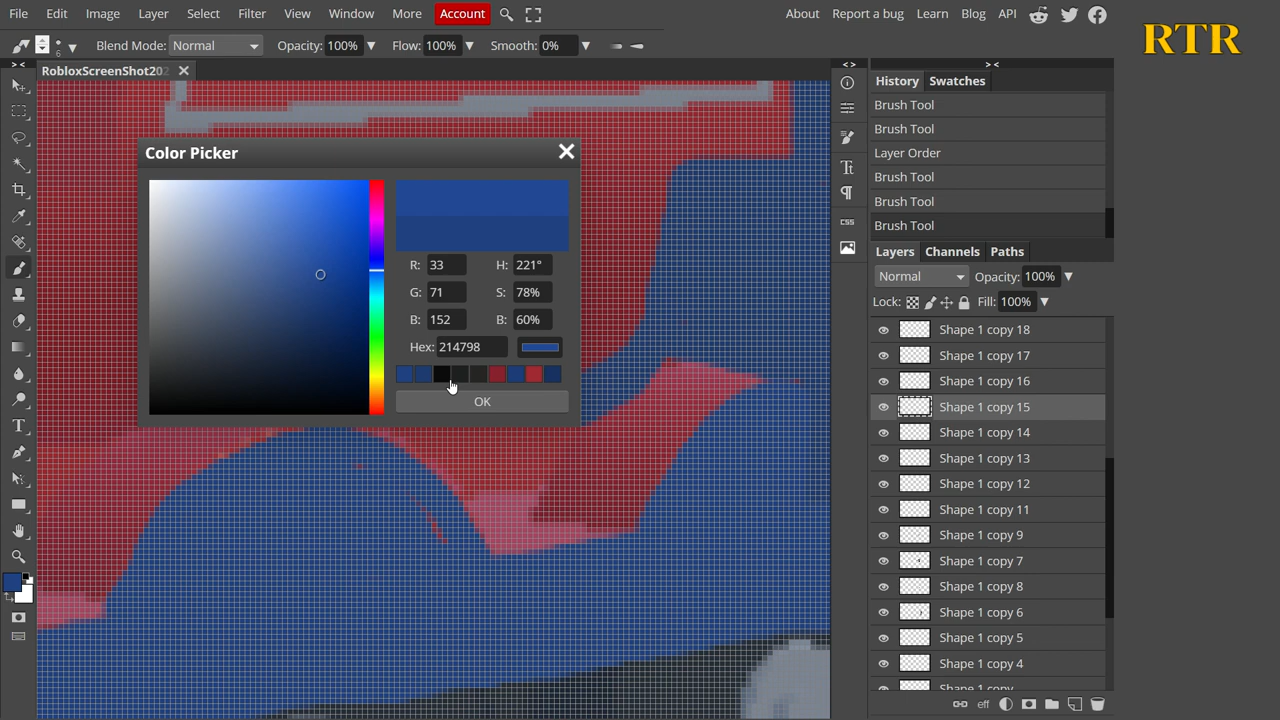 File Edit Image Layer Select Filter View Window More Account About Report a bug Learn Blog API
RTR
6 Blend Mode: Normal Opacity: 100% Flow: 100% Smooth: 0%
> < < > > <
RobloxScreenShot202
History Swatches
Brush Tool
Brush Tool
Layer Order
Brush Tool
Brush Tool
Brush Tool
Color Picker
R: 33 H: 221°
G: 71 S: 78%
B: 152 B: 60%
Hex: 214798
OK
CSS
Layers Channels Paths
Normal Opacity: 100%
Lock: Fill: 100%
Shape 1 copy 18
Shape 1 copy 17
Shape 1 copy 16
Shape 1 copy 15
Shape 1 copy 14
Shape 1 copy 13
Shape 1 copy 12
Shape 1 copy 11
Shape 1 copy 9
Shape 1 copy 7
Shape 1 copy 8
Shape 1 copy 6
Shape 1 copy 5
Shape 1 copy 4
Shape 1 copy
eff